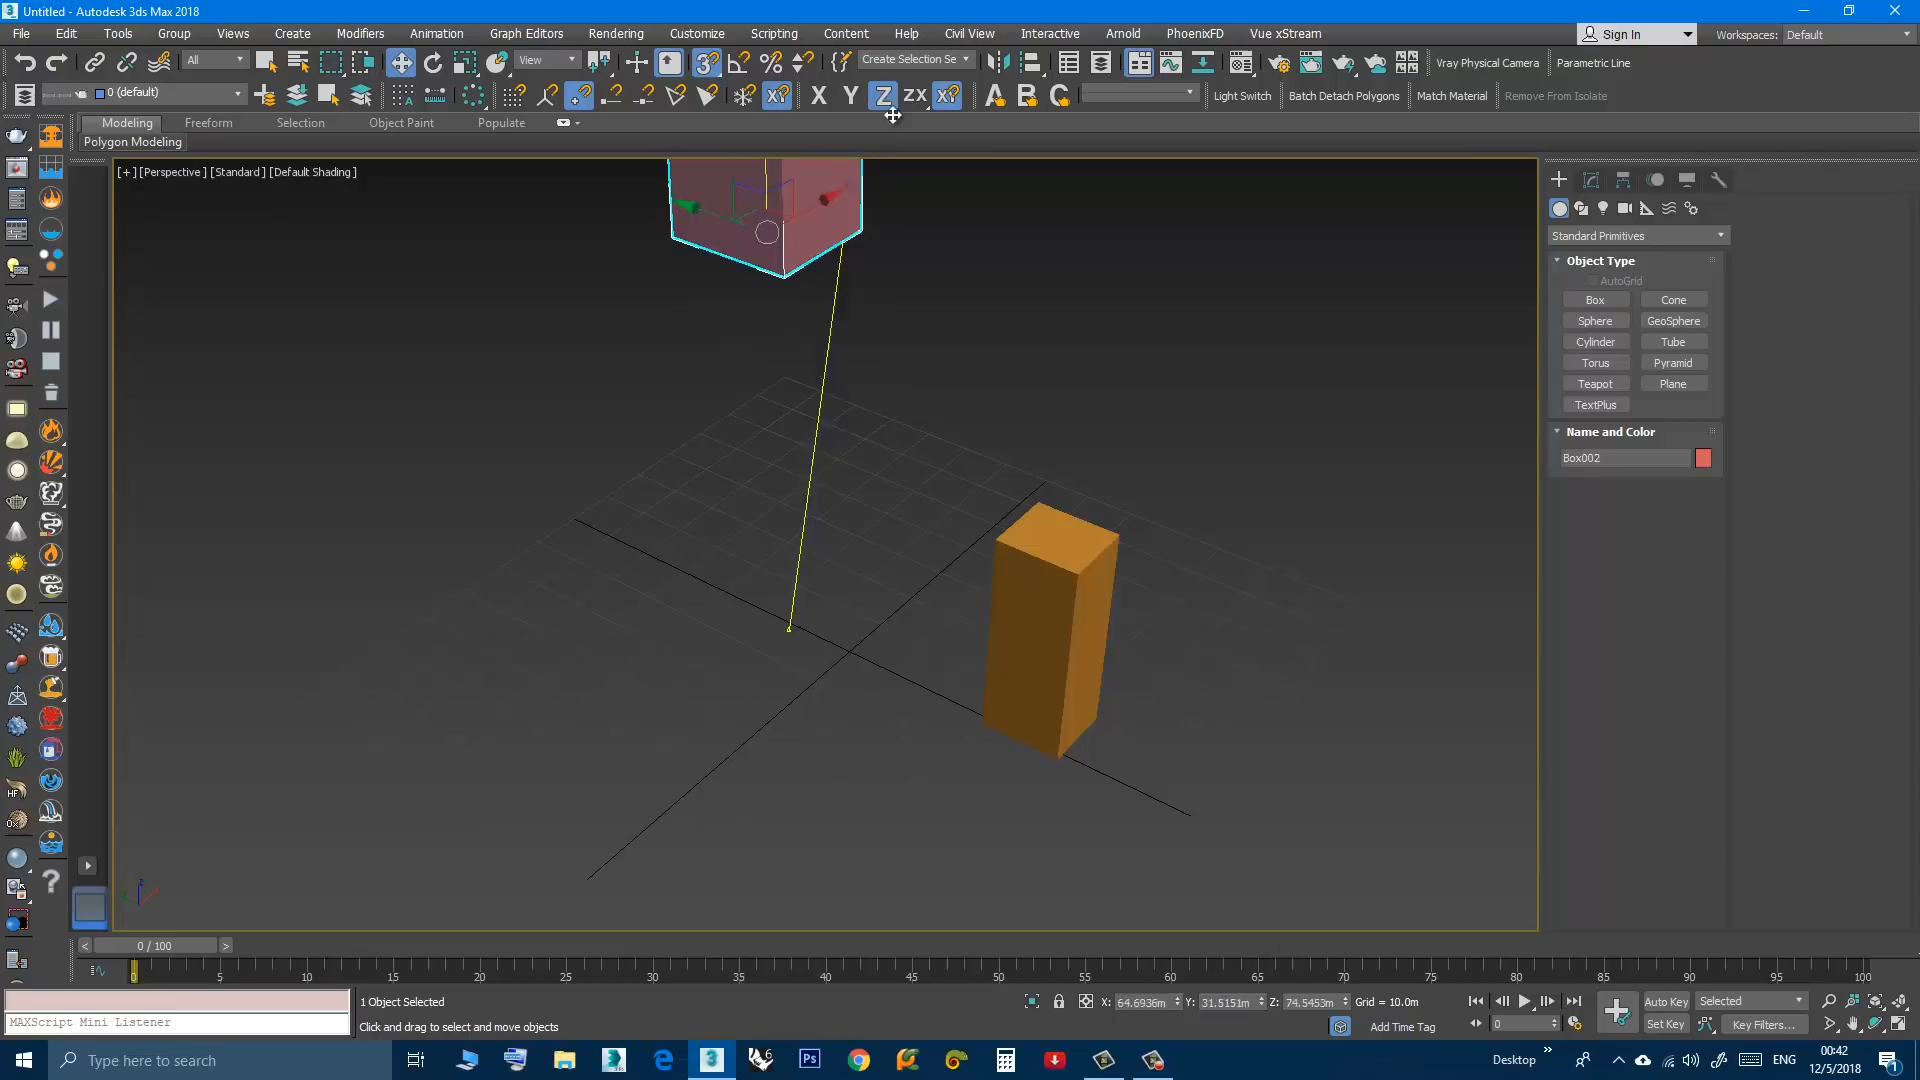 Untitled - Autodesk 3ds Max 2018
File Edit Tools Group Views Create Modifiers Animation Graph Editors Rendering Customize Scripting Content Help Civil View Interactive Arnold PhoenixFD Vue xStream Sign In Workspaces: Default
All View Create Selection Se Vray Physical Camera Parametric Line
0 (default) XY X Y Z ZX XY A B C Light Switch Batch Detach Polygons Match Material Remove From Isolate
Modeling Freeform Selection Object Paint Populate
Polygon Modeling
[+] [Perspective] [Standard] [Default Shading]
Standard Primitives
Object Type
AutoGrid
Box Cone
Sphere GeoSphere
Cylinder Tube
Torus Pyramid
Teapot Plane
TextPlus
Name and Color
Box002
< 0 / 100 >
0 5 10 15 20 25 30 35 40 45 50 55 60 65 70 75 80 85 90 95 100
1 Object Selected X: 64.6936m Y: 31.5151m Z: 74.5453m Grid = 10.0m Auto Key Selected
MAXScript Mini Listener Click and drag to select and move objects Add Time Tag 0 Set Key Key Filters...
Type here to search Desktop ENG 00:42
12/5/2018